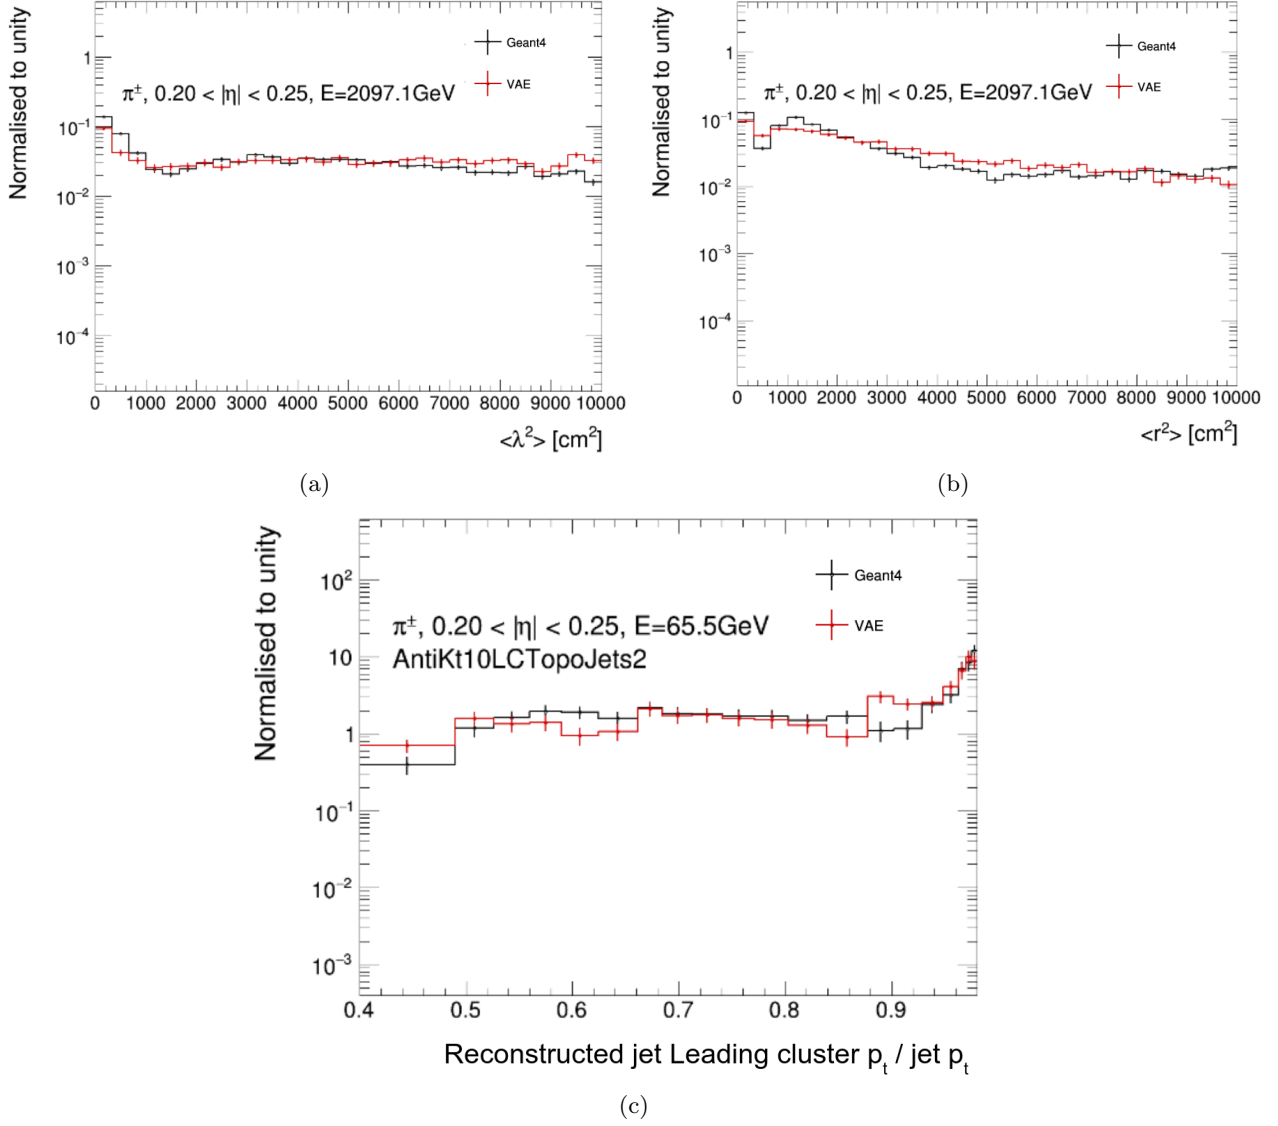 Normalised to unity
1
10⁻¹
10⁻²
10⁻³
10⁻⁴
π±, 0.20 < |η| < 0.25, E=2097.1GeV
Geant4
VAE
0 1000 2000 3000 4000 5000 6000 7000 8000 9000 10000
<λ²> [cm²]
(a)
Normalised to unity
1
10⁻¹
10⁻²
10⁻³
10⁻⁴
π±, 0.20 < |η| < 0.25, E=2097.1GeV
Geant4
VAE
0 1000 2000 3000 4000 5000 6000 7000 8000 9000 10000
<r²> [cm²]
(b)
Normalised to unity
10²
10
1
10⁻¹
10⁻²
10⁻³
π±, 0.20 < |η| < 0.25, E=65.5GeV
AntiKt10LCTopoJets2
Geant4
VAE
0.4 0.5 0.6 0.7 0.8 0.9
Reconstructed jet Leading cluster pₜ / jet pₜ
(c)